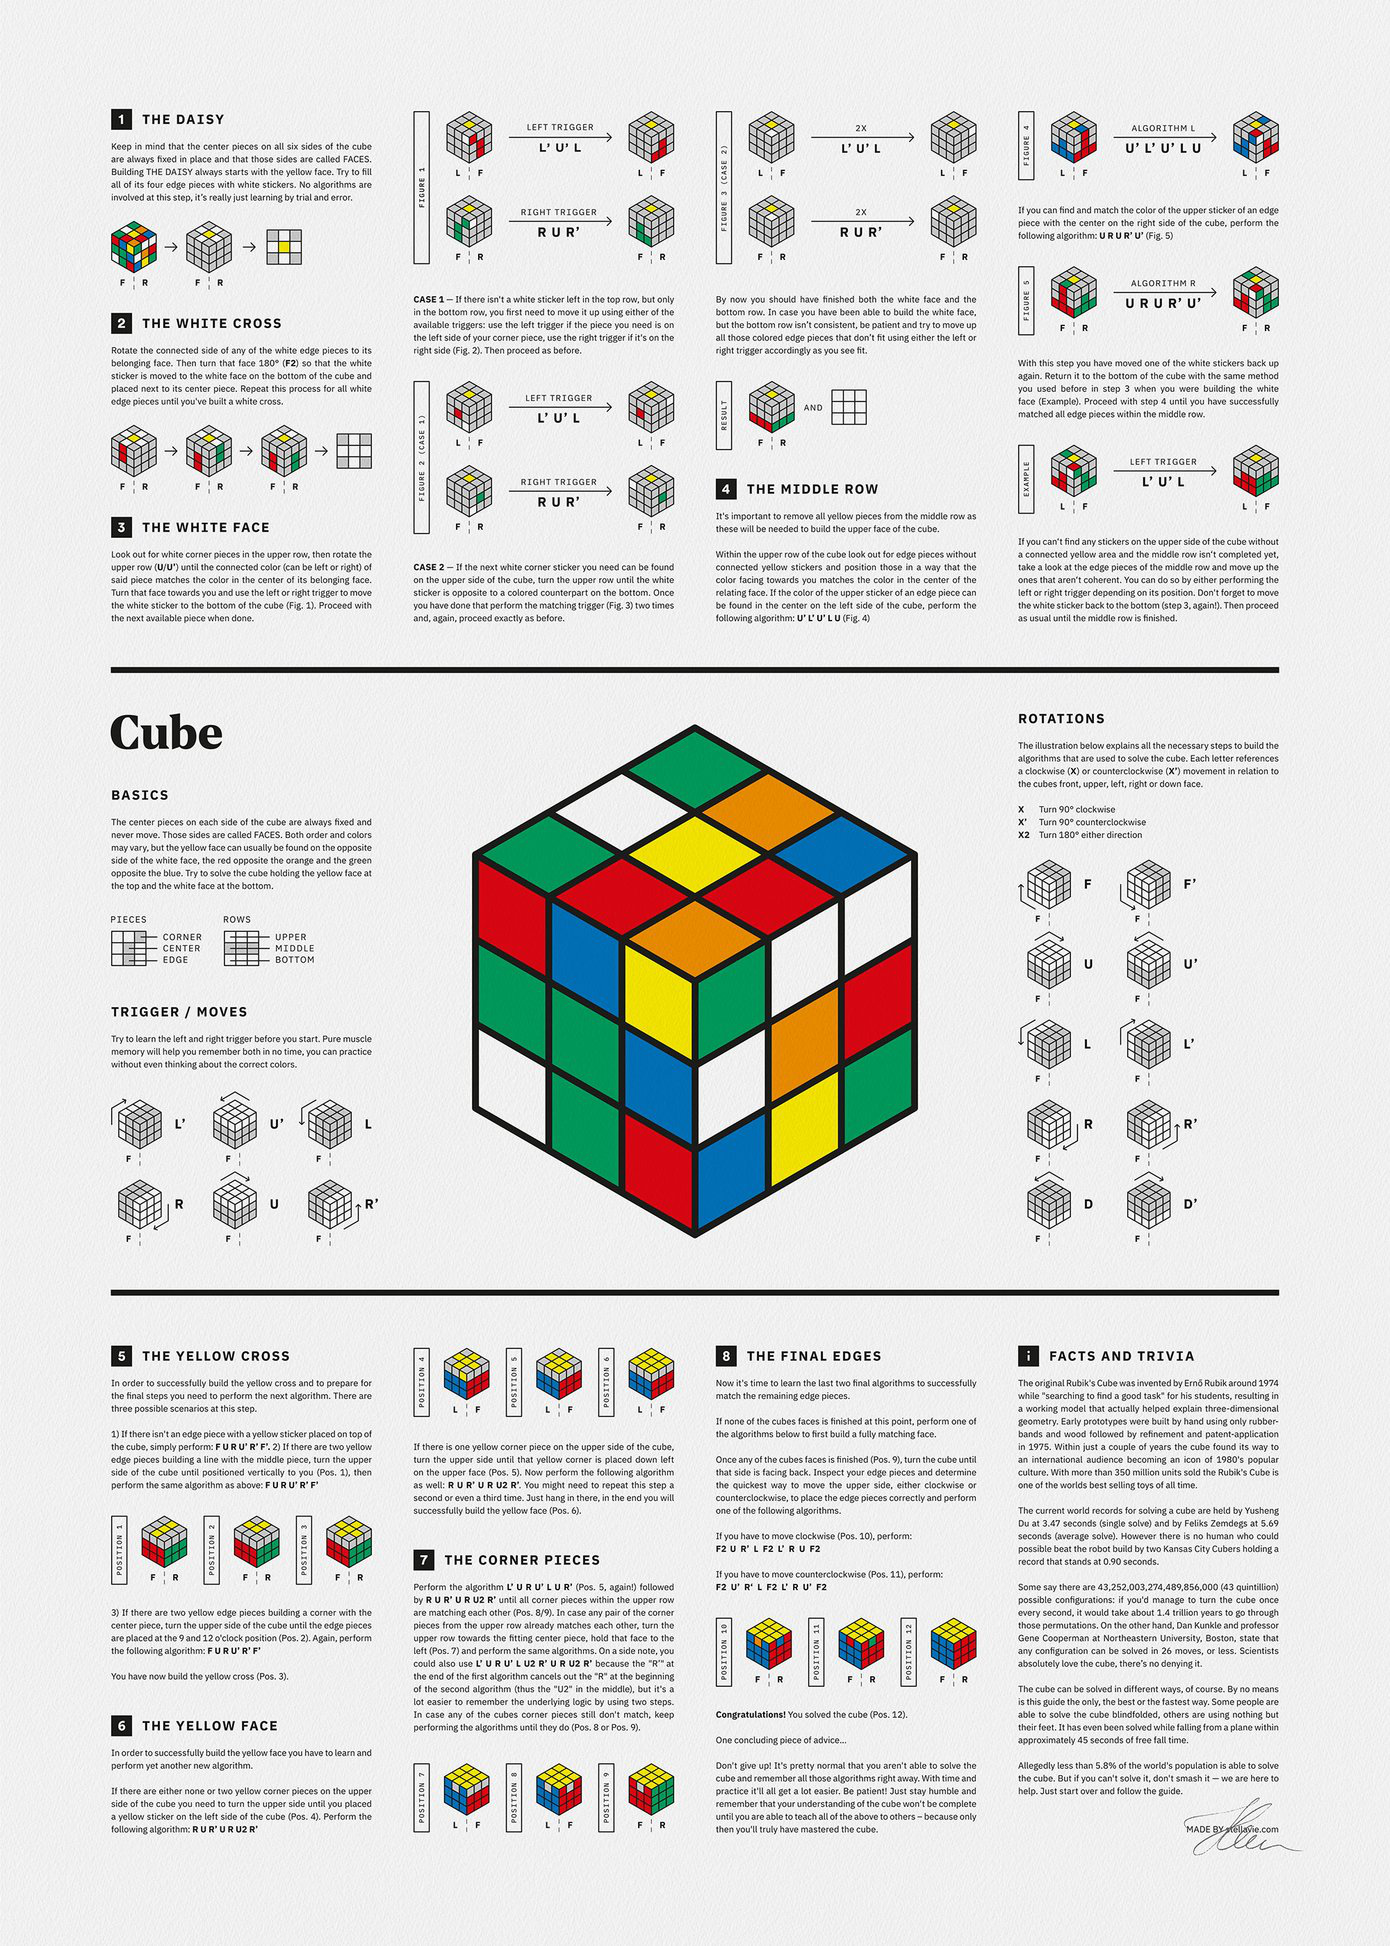 1 THE DAISY
Keep in mind that the center pieces on all six sides of the cube
are always fixed in place and that those sides are called FACES.
Building THE DAISY always starts with the yellow face. Try to fill
all of its four edge pieces with white stickers. No algorithms are
involved at this step, it's really just learning by trial and error.
F R F R
2 THE WHITE CROSS
Rotate the connected side of any of the white edge pieces to its
belonging face. Then turn that face 180° (F2) so that the white
sticker is moved to the white face on the bottom of the cube and
placed next to its center piece. Repeat this process for all white
edge pieces until you've built a white cross.
F R F R F R
3 THE WHITE FACE
Look out for white corner pieces in the upper row, then rotate the
upper row (U/U') until the connected color (can be left or right) of
said piece matches the color in the center of its belonging face.
Turn that face towards you and use the left or right trigger to move
the white sticker to the bottom of the cube (Fig. 1). Proceed with
the next available piece when done.
FIGURE 1
LEFT TRIGGER
L' U' L
L F L F
RIGHT TRIGGER
R U R'
F R F R
CASE 1 — If there isn't a white sticker left in the top row, but only
in the bottom row, you first need to move it up using either of the
available triggers: use the left trigger if the piece you need is on
the left side of your corner piece, use the right trigger if it's on the
right side (Fig. 2). Then proceed as before.
FIGURE 2 (CASE 1)
LEFT TRIGGER
L' U' L
L F L F
RIGHT TRIGGER
R U R'
F R F R
CASE 2 — If the next white corner sticker you need can be found
on the upper side of the cube, turn the upper row until the white
sticker is opposite to a colored counterpart on the bottom. Once
you have done that perform the matching trigger (Fig. 3) two times
and, again, proceed exactly as before.
FIGURE 3 (CASE 2)
2X
L' U' L
L F L F
2X
R U R'
F R F R
By now you should have finished both the white face and the
bottom row. In case you have been able to build the white face,
but the bottom row isn't consistent, be patient and try to move up
all those colored edge pieces that don't fit using either the left or
right trigger accordingly as you see fit.
RESULT
AND
F R
4 THE MIDDLE ROW
It's important to remove all yellow pieces from the middle row as
these will be needed to build the upper face of the cube.
Within the upper row of the cube look out for edge pieces without
connected yellow stickers and position those in a way that the
color facing towards you matches the color in the center of the
relating face. If the color of the upper sticker of an edge piece can
be found in the center on the left side of the cube, perform the
following algorithm: U' L' U' L U (Fig. 4)
FIGURE 4
ALGORITHM L
U' L' U' L U
L F L F
If you can find and match the color of the upper sticker of an edge
piece with the center on the right side of the cube, perform the
following algorithm: U R U R' U' (Fig. 5)
FIGURE 5
ALGORITHM R
U R U R' U'
F R F R
With this step you have moved one of the white stickers back up
again. Return it to the bottom of the cube with the same method
you used before in step 3 when you were building the white
face (Example). Proceed with step 4 until you have successfully
matched all edge pieces within the middle row.
EXAMPLE
LEFT TRIGGER
L' U' L
L F L F
If you can't find any stickers on the upper side of the cube without
a connected yellow area and the middle row isn't completed yet,
take a look at the edge pieces of the middle row and move up the
ones that aren't coherent. You can do so by either performing the
left or right trigger depending on its position. Don't forget to move
the white sticker back to the bottom (step 3, again!). Then proceed
as usual until the middle row is finished.
Cube
BASICS
The center pieces on each side of the cube are always fixed and
never move. Those sides are called FACES. Both order and colors
may vary, but the yellow face can usually be found on the opposite
side of the white face, the red opposite the orange and the green
opposite the blue. Try to solve the cube holding the yellow face at
the top and the white face at the bottom.
PIECES ROWS
CORNER UPPER
CENTER MIDDLE
EDGE BOTTOM
TRIGGER / MOVES
Try to learn the left and right trigger before you start. Pure muscle
memory will help you remember both in no time, you can practice
without even thinking about the correct colors.
L' U' L
F F F
R U R'
F F F
ROTATIONS
The illustration below explains all the necessary steps to build the
algorithms that are used to solve the cube. Each letter references
a clockwise (X) or counterclockwise (X') movement in relation to
the cubes front, upper, left, right or down face.
X Turn 90° clockwise
X' Turn 90° counterclockwise
X2 Turn 180° either direction
F F'
F F
U U'
F F
L L'
F F
R R'
F F
D D'
F F
5 THE YELLOW CROSS
In order to successfully build the yellow cross and to prepare for
the final steps you need to perform the next algorithm. There are
three possible scenarios at this step.
1) If there isn't an edge piece with a yellow sticker placed on top of
the cube, simply perform: F U R U' R' F'. 2) If there are two yellow
edge pieces building a line with the middle piece, turn the upper
side of the cube until positioned vertically to you (Pos. 1), then
perform the same algorithm as above: F U R U' R' F'
POSITION 1 POSITION 2 POSITION 3
F R F R F R
3) If there are two yellow edge pieces building a corner with the
center piece, turn the upper side of the cube until the edge pieces
are placed at the 9 and 12 o'clock position (Pos. 2). Again, perform
the following algorithm: F U R U' R' F'
You have now build the yellow cross (Pos. 3).
6 THE YELLOW FACE
In order to successfully build the yellow face you have to learn and
perform yet another new algorithm.
If there are either none or two yellow corner pieces on the upper
side of the cube you need to turn the upper side until you placed
a yellow sticker on the left side of the cube (Pos. 4). Perform the
following algorithm: R U R' U R U2 R'
POSITION 4 POSITION 5 POSITION 6
L F L F L F
If there is one yellow corner piece on the upper side of the cube,
turn the upper side until that yellow corner is placed down left
on the upper face (Pos. 5). Now perform the following algorithm
as well: R U R' U R U2 R'. You might need to repeat this step a
second or even a third time. Just hang in there, in the end you will
successfully build the yellow face (Pos. 6).
7 THE CORNER PIECES
Perform the algorithm L' U R U' L U R' (Pos. 5, again!) followed
by R U R' U R U2 R' until all corner pieces within the upper row
are matching each other (Pos. 8/9). In case any pair of the corner
pieces from the upper row already matches each other, turn the
upper row towards the fitting center piece, hold that face to the
left (Pos. 7) and perform the same algorithms. On a side note, you
could also use L' U R U' L U2 R' U R U2 R' because the "R'" at
the end of the first algorithm cancels out the "R" at the beginning
of the second algorithm (thus the "U2" in the middle), but it's a
lot easier to remember the underlying logic by using two steps.
In case any of the cubes corner pieces still don't match, keep
performing the algorithms until they do (Pos. 8 or Pos. 9).
POSITION 7 POSITION 8 POSITION 9
L F L F F R
8 THE FINAL EDGES
Now it's time to learn the last two final algorithms to successfully
match the remaining edge pieces.
If none of the cubes faces is finished at this point, perform one of
the algorithms below to first build a fully matching face.
Once any of the cubes faces is finished (Pos. 9), turn the cube until
that side is facing back. Inspect your edge pieces and determine
the quickest way to move the upper side, either clockwise or
counterclockwise, to place the edge pieces correctly and perform
one of the following algorithms.
If you have to move clockwise (Pos. 10), perform:
F2 U R' L F2 L' R U F2
If you have to move counterclockwise (Pos. 11), perform:
F2 U' R' L F2 L' R U' F2
POSITION 10 POSITION 11 POSITION 12
F R F R F R
Congratulations! You solved the cube (Pos. 12).
One concluding piece of advice...
Don't give up! It's pretty normal that you aren't able to solve the
cube and remember all those algorithms right away. With time and
practice it'll all get a lot easier. Be patient! Just stay humble and
remember that your understanding of the cube won't be complete
until you are able to teach all of the above to others – because only
then you'll truly have mastered the cube.
i FACTS AND TRIVIA
The original Rubik's Cube was invented by Ernő Rubik around 1974
while "searching to find a good task" for his students, resulting in
a working model that actually helped explain three-dimensional
geometry. Early prototypes were built by hand using only rubber-
bands and wood followed by refinement and patent-application
in 1975. Within just a couple of years the cube found its way to
an international audience becoming an icon of 1980's popular
culture. With more than 350 million units sold the Rubik's Cube is
one of the worlds best selling toys of all time.
The current world records for solving a cube are held by Yusheng
Du at 3.47 seconds (single solve) and by Feliks Zemdegs at 5.69
seconds (average solve). However there is no human who could
possible beat the robot build by two Kansas City Cubers holding a
record that stands at 0.90 seconds.
Some say there are 43,252,003,274,489,856,000 (43 quintillion)
possible configurations: if you'd manage to turn the cube once
every second, it would take about 1.4 trillion years to go through
those permutations. On the other hand, Dan Kunkle and professor
Gene Cooperman at Northeastern University, Boston, state that
any configuration can be solved in 26 moves, or less. Scientists
absolutely love the cube, there's no denying it.
The cube can be solved in different ways, of course. By no means
is this guide the only, the best or the fastest way. Some people are
able to solve the cube blindfolded, others are using nothing but
their feet. It has even been solved while falling from a plane within
approximately 45 seconds of free fall time.
Allegedly less than 5.8% of the world's population is able to solve
the cube. But if you can't solve it, don't smash it — we are here to
help. Just start over and follow the guide.
MADE BY stellavie.com